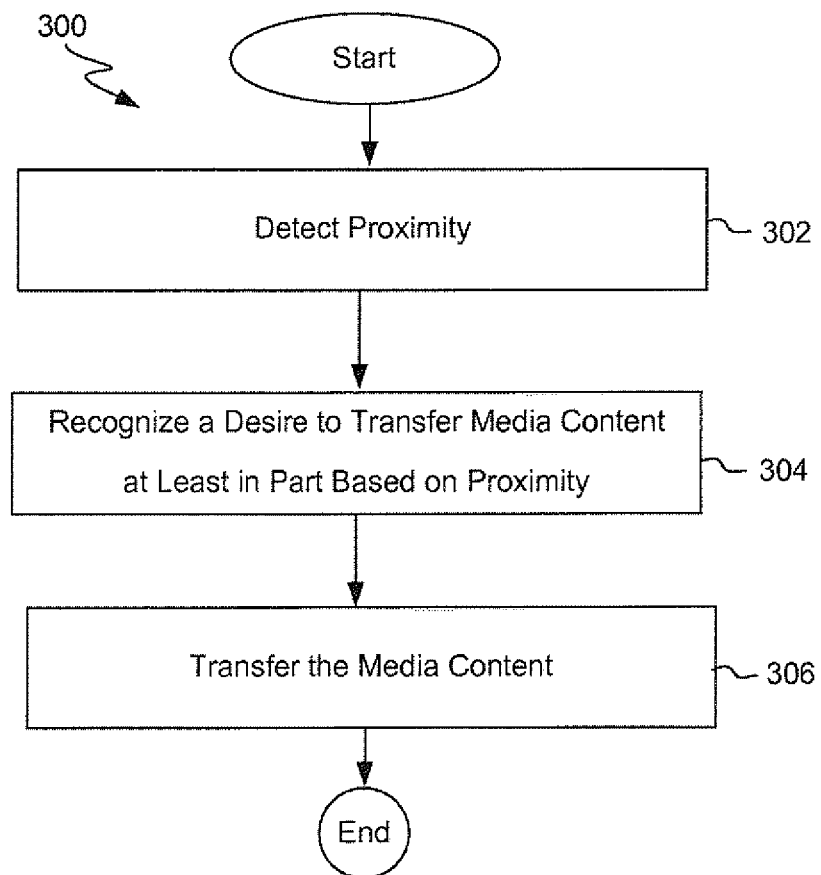 300
Start
Detect Proximity
302
Recognize a Desire to Transfer Media Content
at Least in Part Based on Proximity
304
Transfer the Media Content
306
End